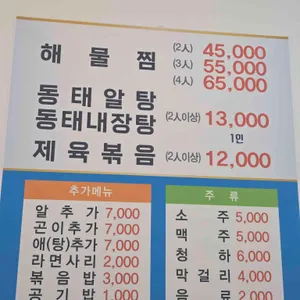 해물찜 (2人) 45,000
(3人) 55,000
(4人) 65,000
동태알탕
동태내장탕 (2人이상) 13,000
1인
제육볶음 (2人이상) 12,000
추가메뉴
알추가 7,000
곤이추가 7,000
애(탕)추가 7,000
라면사리 2,000
볶음밥 3,000
공기밥 1,000
주류
소주 5,000
맥주 5,000
청하 6,000
막걸리 4,000
음료 2,000